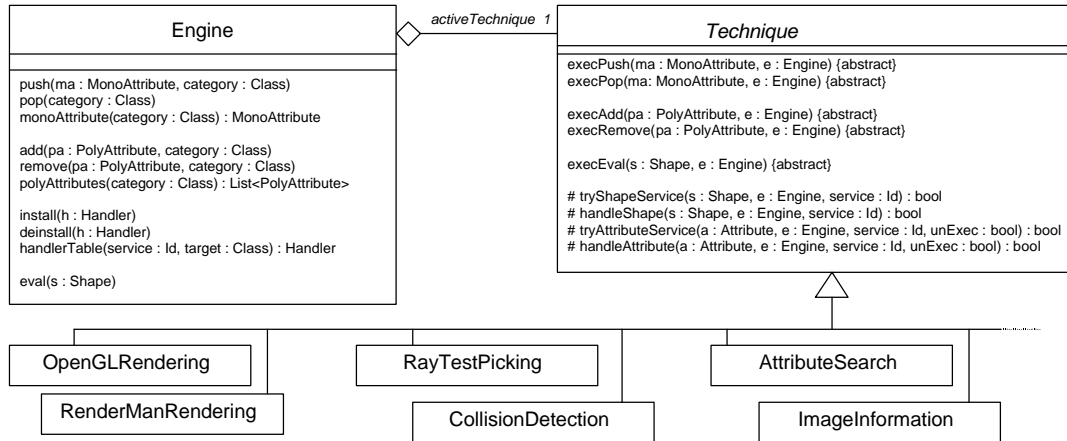 Engine
push(ma : MonoAttribute, category : Class)
pop(category : Class)
monoAttribute(category : Class) : MonoAttribute
add(pa : PolyAttribute, category : Class)
remove(pa : PolyAttribute, category : Class)
polyAttributes(category : Class) : List<PolyAttribute>
install(h : Handler)
deinstall(h : Handler)
handlerTable(service : Id, target : Class) : Handler
eval(s : Shape)
activeTechnique 1
Technique
execPush(ma : MonoAttribute, e : Engine) {abstract}
execPop(ma: MonoAttribute, e : Engine) {abstract}
execAdd(pa : PolyAttribute, e : Engine) {abstract}
execRemove(pa : PolyAttribute, e : Engine) {abstract}
execEval(s : Shape, e : Engine) {abstract}
# tryShapeService(s : Shape, e : Engine, service : Id) : bool
# handleShape(s : Shape, e : Engine, service : Id) : bool
# tryAttributeService(a : Attribute, e : Engine, service : Id, unExec : bool) : bool
# handleAttribute(a : Attribute, e : Engine, service : Id, unExec : bool) : bool
OpenGLRendering
RayTestPicking
AttributeSearch
RenderManRendering
CollisionDetection
ImageInformation